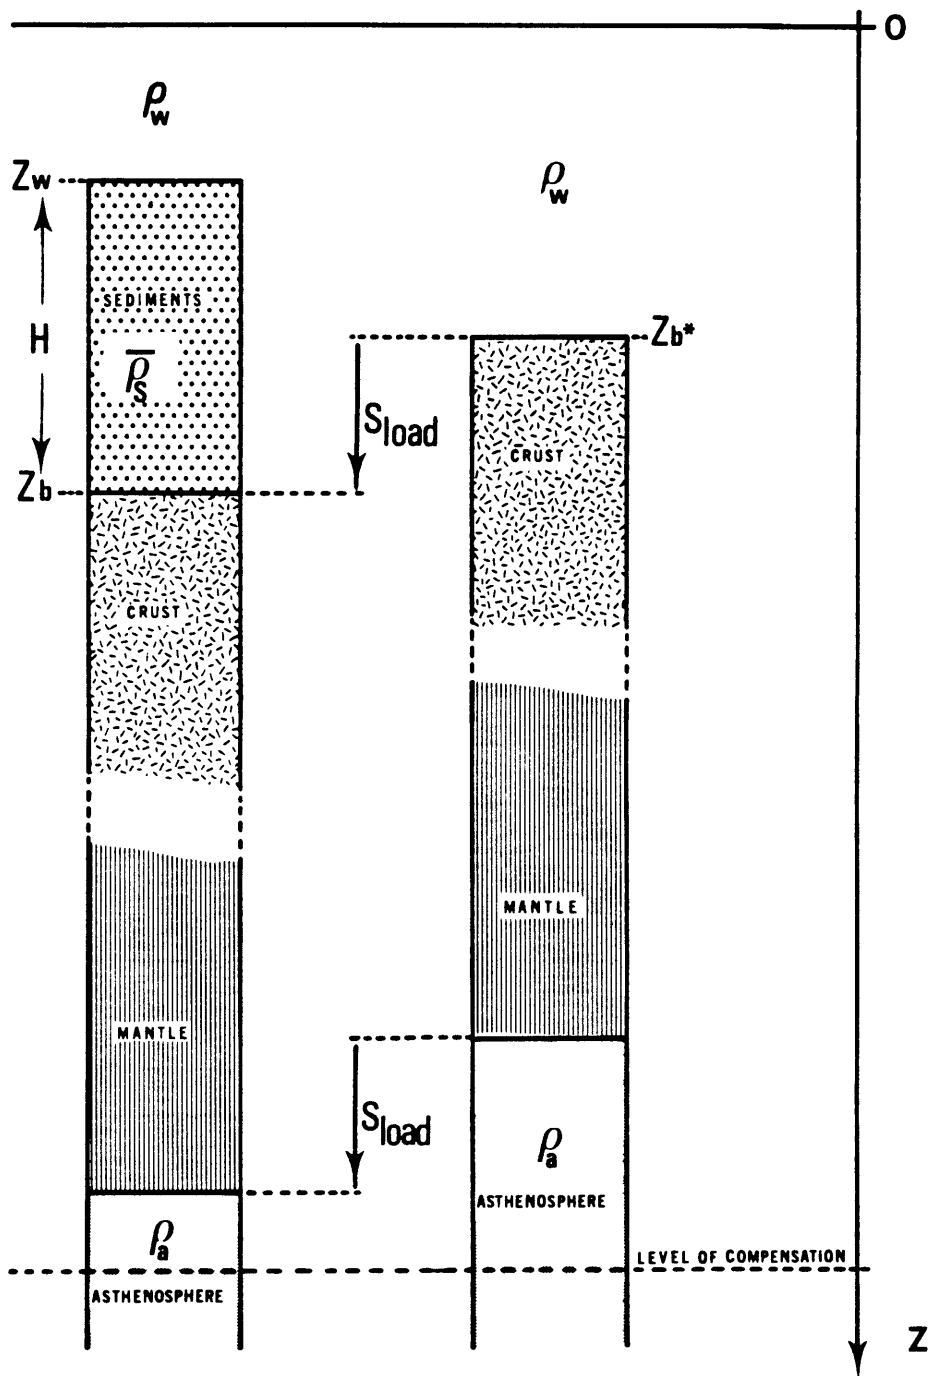 O
ρw
Zw
ρw
SEDIMENTS
H
ρ̅s
Zb*
Sload
CRUST
Zb
CRUST
MANTLE
MANTLE
Sload
ρa
ASTHENOSPHERE
ρa
LEVEL OF COMPENSATION
ASTHENOSPHERE
Z